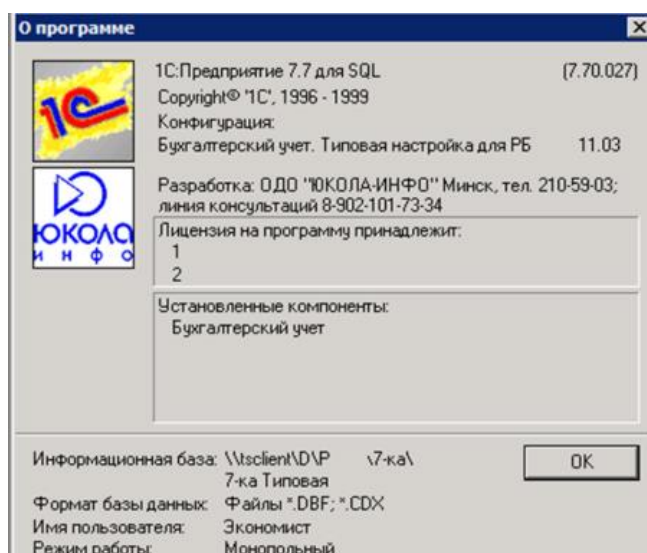 О программе
1С:Предприятие 7.7 для SQL (7.70.027)
Copyright© "1С", 1996 - 1999
Конфигурация:
Бухгалтерский учет. Типовая настройка для РБ 11.03
Разработка: ОДО "ЮКОЛА-ИНФО" Минск, тел. 210-59-03;
линия консультаций 8-902-101-73-34
1С
ЮКОЛА
ИНФО
Лицензия на программу принадлежит:
1
2
Установленные компоненты:
Бухгалтерский учет
Информационная база: \\tsclient\D\P \7-ка\
7-ка Типовая
OK
Формат базы данных: Файлы *.DBF; *.CDX
Имя пользователя: Экономист
Режим работы: Монопольный